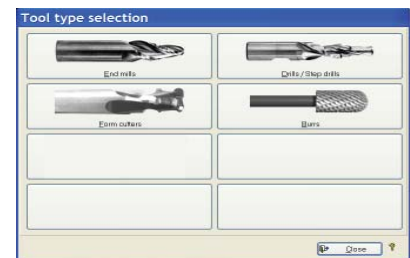 Tool type selection
End mills
Drills / Step drills
Form cutters
Burrs
Close
?